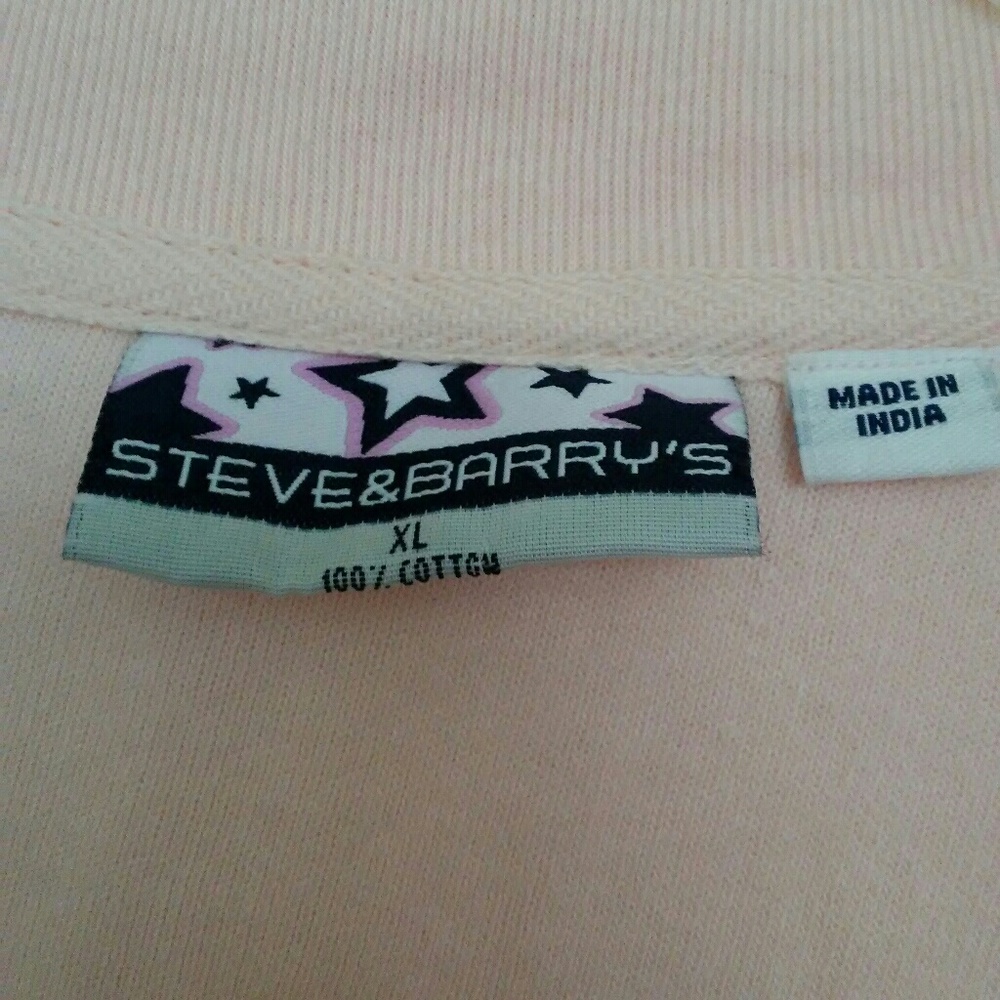 STEVE&BARRY'S
XL
100% COTTON
MADE IN
INDIA